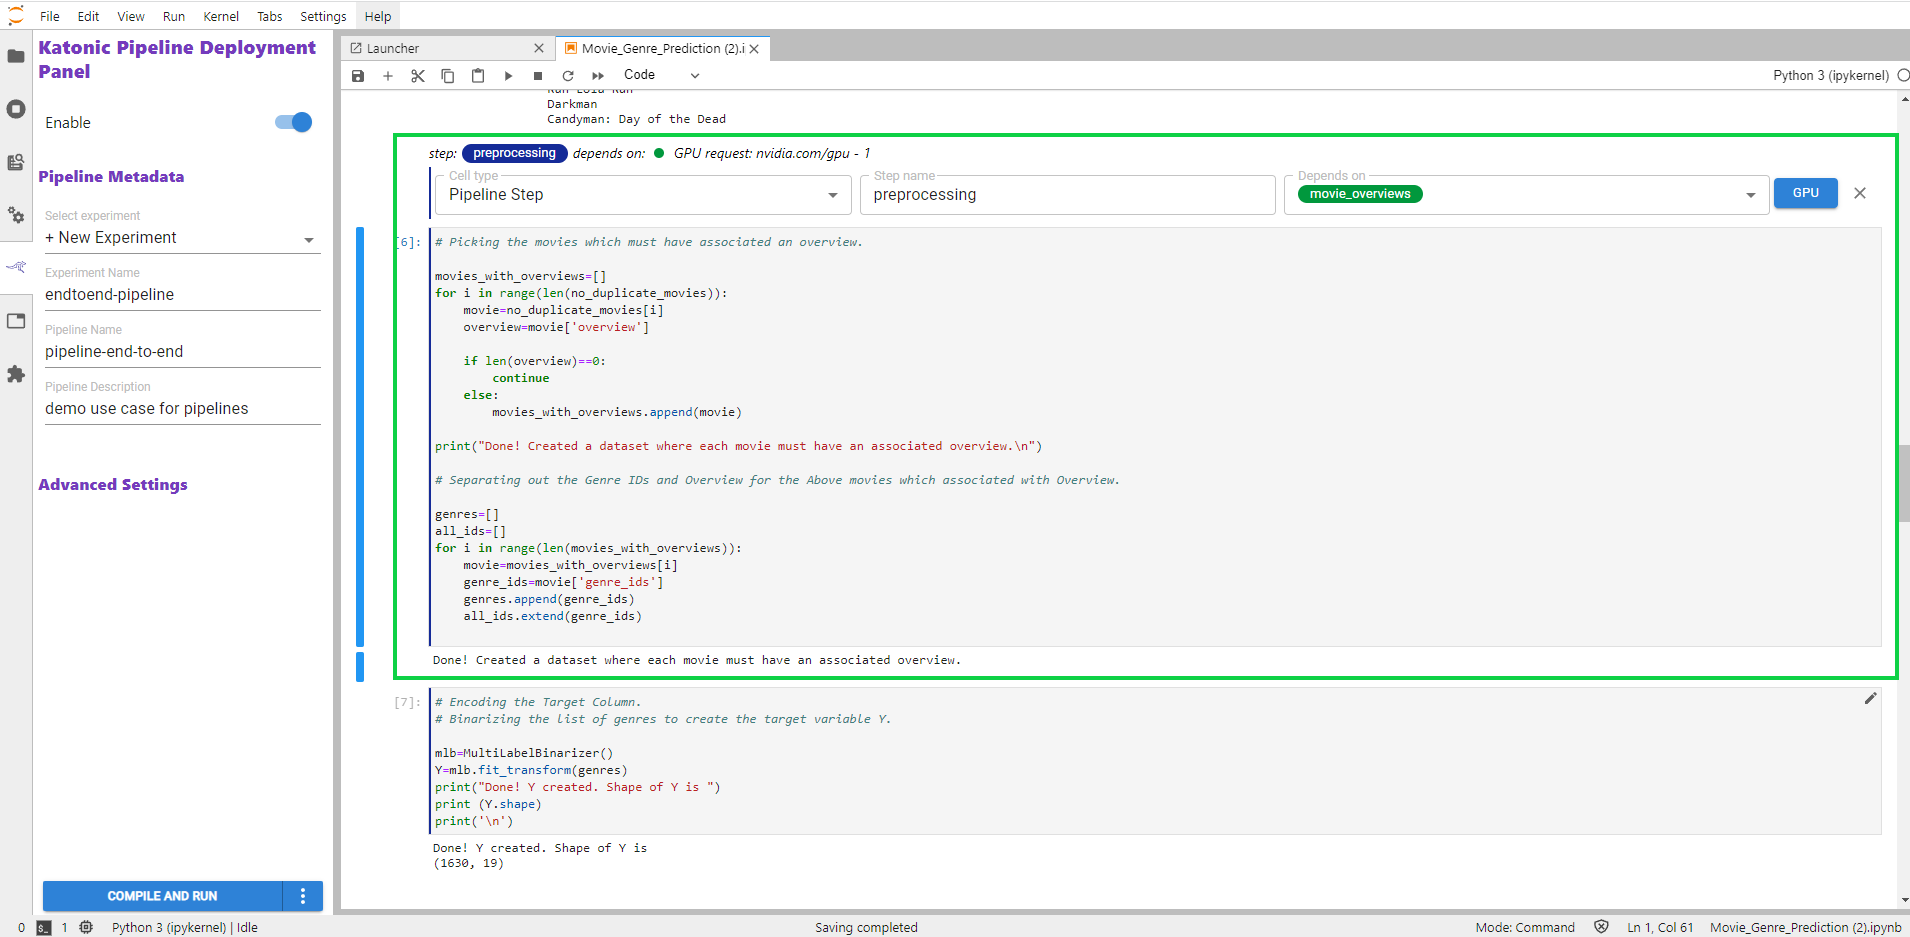 File Edit View Run Kernel Tabs Settings Help
Katonic Pipeline Deployment
Panel
Enable
Pipeline Metadata
Select experiment
+ New Experiment
Experiment Name
endtoend-pipeline
Pipeline Name
pipeline-end-to-end
Pipeline Description
demo use case for pipelines
Advanced Settings
COMPILE AND RUN
Launcher
Movie_Genre_Prediction (2).i
Code
Python 3 (ipykernel)
Run Lola Run
Darkman
Candyman: Day of the Dead
step: preprocessing depends on: GPU request: nvidia.com/gpu - 1
Cell type
Pipeline Step
Step name
preprocessing
Depends on
movie_overviews
GPU
[6]:
# Picking the movies which must have associated an overview.
movies_with_overviews=[]
for i in range(len(no_duplicate_movies)):
    movie=no_duplicate_movies[i]
    overview=movie['overview']
    if len(overview)==0:
        continue
    else:
        movies_with_overviews.append(movie)
print("Done! Created a dataset where each movie must have an associated overview.\n")
# Separating out the Genre IDs and Overview for the Above movies which associated with Overview.
genres=[]
all_ids=[]
for i in range(len(movies_with_overviews)):
    movie=movies_with_overviews[i]
    genre_ids=movie['genre_ids']
    genres.append(genre_ids)
    all_ids.extend(genre_ids)
Done! Created a dataset where each movie must have an associated overview.
[7]:
# Encoding the Target Column.
# Binarizing the list of genres to create the target variable Y.
mlb=MultiLabelBinarizer()
Y=mlb.fit_transform(genres)
print("Done! Y created. Shape of Y is ")
print (Y.shape)
print('\n')
Done! Y created. Shape of Y is
(1630, 19)
0 $_ 1 Python 3 (ipykernel) | Idle Saving completed Mode: Command Ln 1, Col 61 Movie_Genre_Prediction (2).ipynb